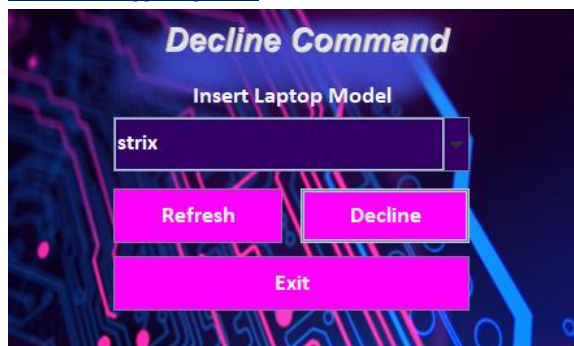 Decline Command
Insert Laptop Model
strix
Refresh Decline
Exit